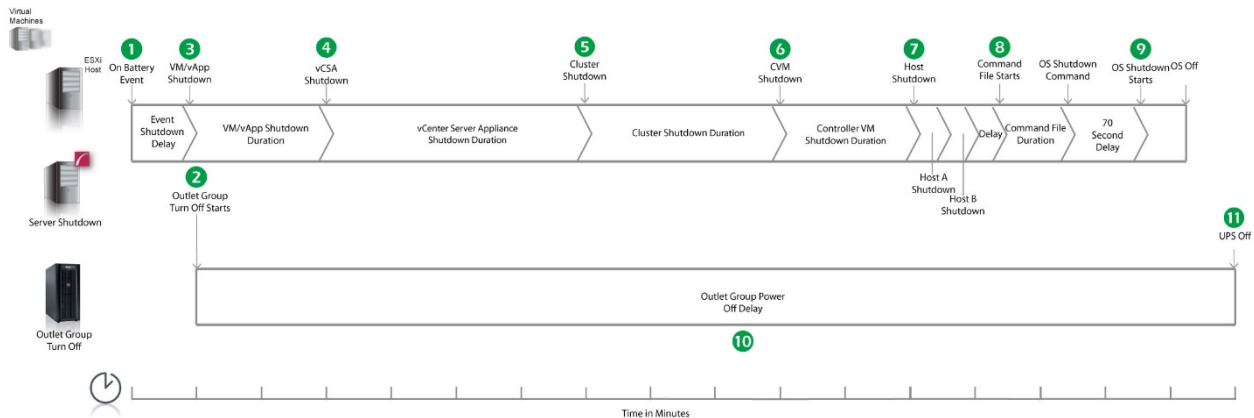 Virtual
Machines
ESXi
Host
1
On Battery
Event
3
VM/vApp
Shutdown
4
vCSA
Shutdown
5
Cluster
Shutdown
6
CVM
Shutdown
7
Host
Shutdown
8
Command
File Starts
OS Shutdown
Command
9
OS Shutdown
Starts
OS Off
Event
Shutdown
Delay
VM/vApp Shutdown
Duration
vCenter Server Appliance
Shutdown Duration
Cluster Shutdown Duration
Controller VM
Shutdown Duration
Delay
Command File
Duration
70
Second
Delay
Host A
Shutdown
Host B
Shutdown
Server Shutdown
2
Outlet Group
Turn Off Starts
11
UPS Off
Outlet Group Power
Off Delay
10
Outlet Group
Turn Off
Time in Minutes